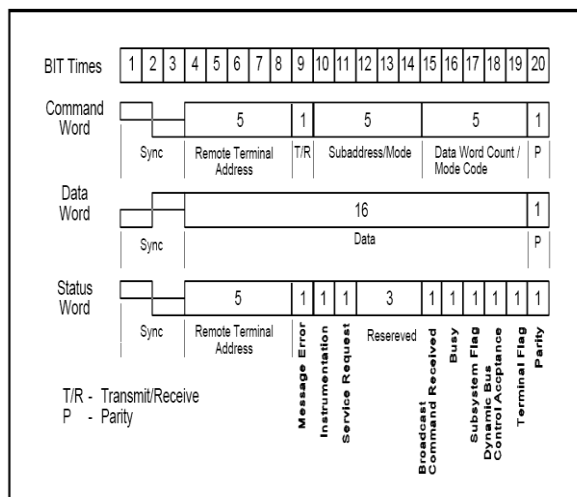 BIT Times 1 2 3 4 5 6 7 8 9 10 11 12 13 14 15 16 17 18 19 20
Command
Word
5 1 5 5 1
Sync
Remote Terminal
Address
T/R
Subaddress/Mode
Data Word Count /
Mode Code
P
Data
Word
16 1
Sync
Data
P
Status
Word
5 1 1 1 3 1 1 1 1 1 1
Sync
Remote Terminal
Address
Message Error
Instrumentation
Service Request
Resereved
Broadcast
Command Received
Busy
Subsystem Flag
Dynamic Bus
Control Accptance
Terminal Flag
Parity
T/R - Transmit/Receive
P - Parity